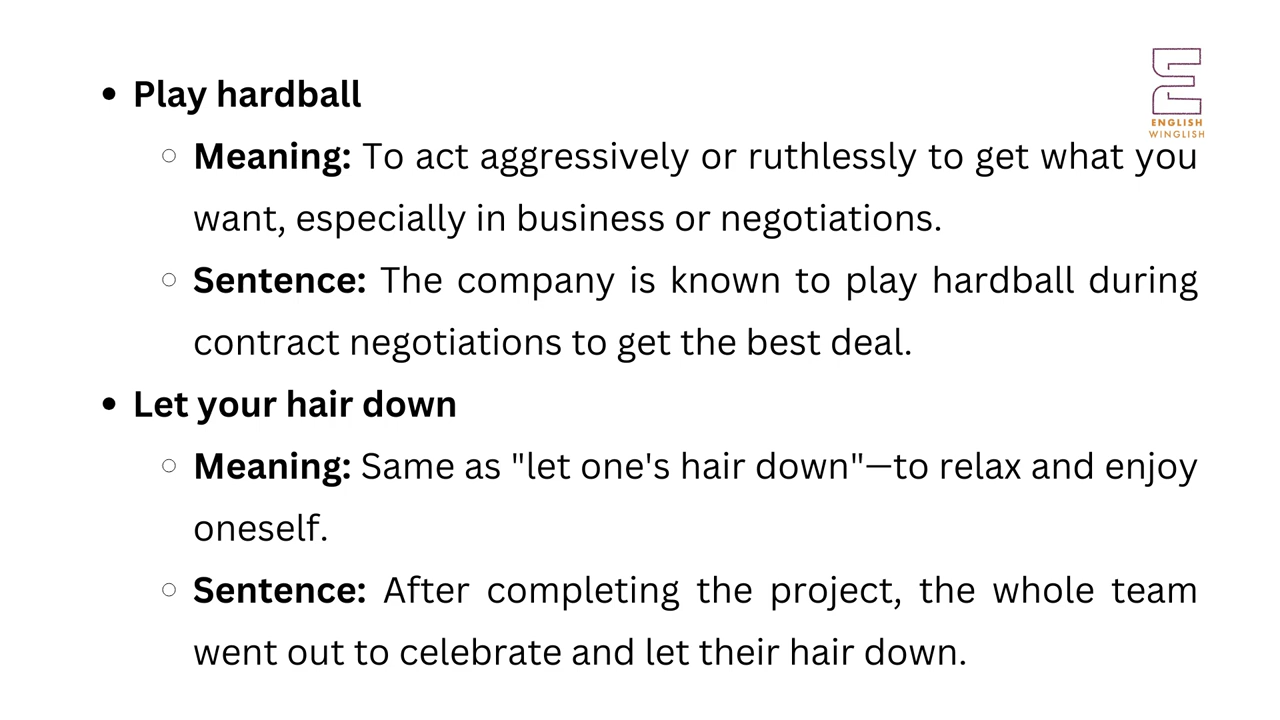 ENGLISH
WINGLISH
• Play hardball
○ Meaning: To act aggressively or ruthlessly to get what you
want, especially in business or negotiations.
○ Sentence: The company is known to play hardball during
contract negotiations to get the best deal.
• Let your hair down
○ Meaning: Same as "let one's hair down"—to relax and enjoy
oneself.
○ Sentence: After completing the project, the whole team
went out to celebrate and let their hair down.